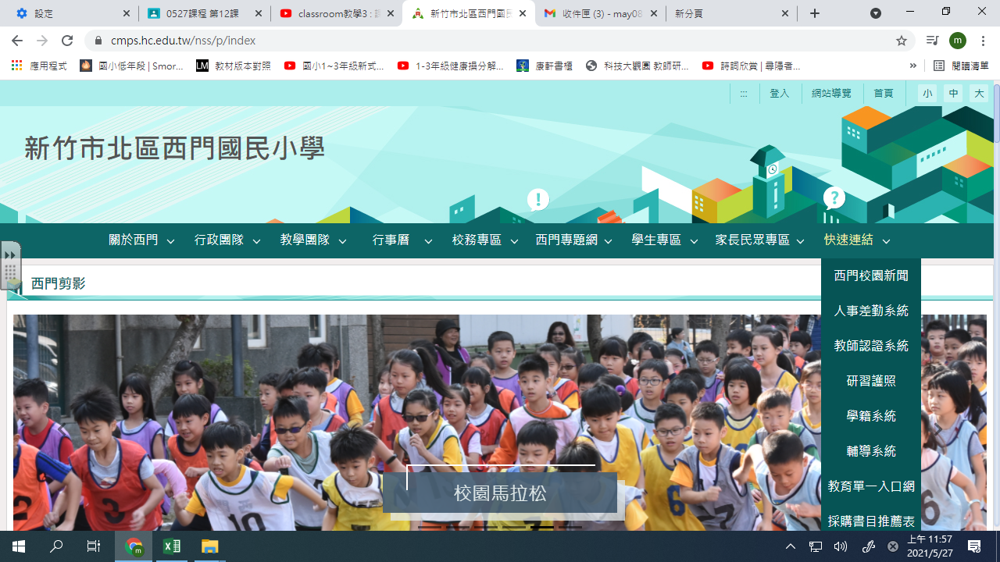 設定
0527課程 第12課
classroom教學3 : 課
新竹市北區西門國民
收件匣 (3) - may08
新分頁
cmps.hc.edu.tw/nss/p/index
m
應用程式
國小低年段 | Smor...
LM 教材版本對照
國小1~3年級新式...
1-3年級健康操分解...
康軒書櫃
科技大觀園 教師研...
詩詞欣賞 | 尋隱者...
»
閱讀清單
:::
登入
網站導覽
首頁
小
中
大
新竹市北區西門國民小學
關於西門
行政團隊
教學團隊
行事曆
校務專區
西門專題網
學生專區
家長民眾專區
快速連結
西門校園新聞
人事差勤系統
教師認證系統
研習護照
學籍系統
輔導系統
教育單一入口網
採購書目推薦表
西門剪影
校園馬拉松
上午 11:57
2021/5/27